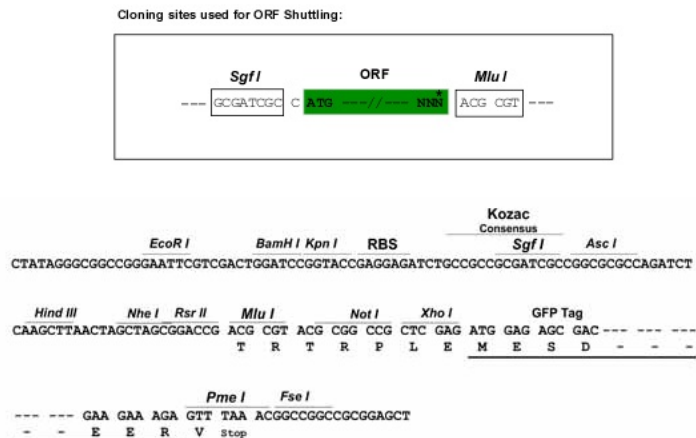 Cloning sites used for ORF Shuttling:
Sgf I ORF Mlu I
--- GCGATCGC C ATG ---//--- NNN* ACG CGT ---
Kozac
Consensus
EcoR I BamH I Kpn I RBS Sgf I Asc I
CTATAGGGCGGCCGGGAATTCGTCGACTGGATCCGGTACCGAGGAGATCTGCCGCCGCGATCGCCGGCGCGCCAGATCT
Hind III Nhe I Rsr II Mlu I Not I Xho I GFP Tag
CAAGCTTAACTAGCTAGCGGACCG ACG CGT ACG CGG CCG CTC GAG ATG GAG AGC GAC--- --- ---
T R T R P L E M E S D - - -
Pme I Fse I
--- --- GAA GAA AGA GTT TAA ACGGCCGGCCGCGGAGCT
- - E E R V Stop